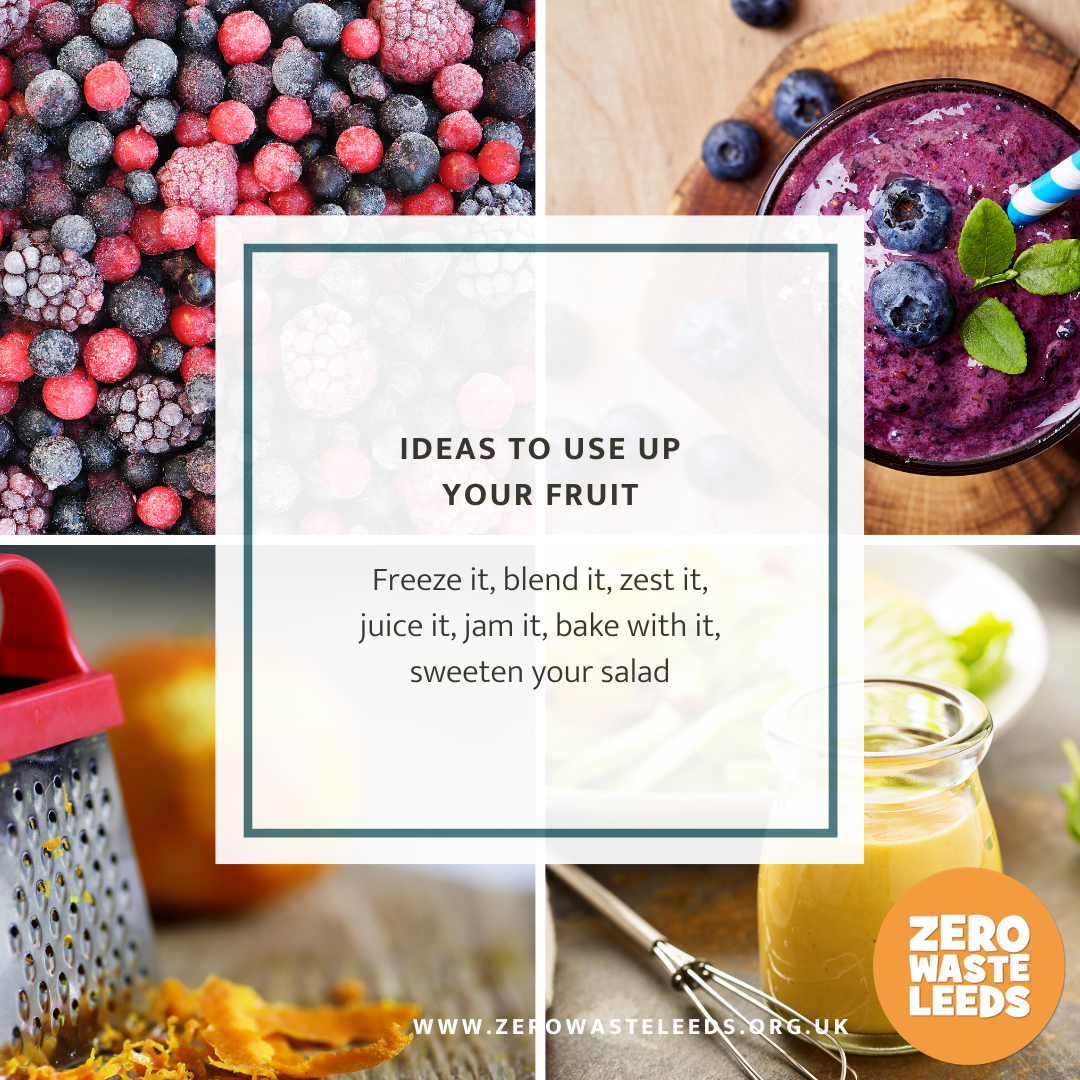 IDEAS TO USE UP
YOUR FRUIT
Freeze it, blend it, zest it,
juice it, jam it, bake with it,
sweeten your salad
WWW.ZEROWASTELEEDS.ORG.UK
ZERO
WASTE
LEEDS